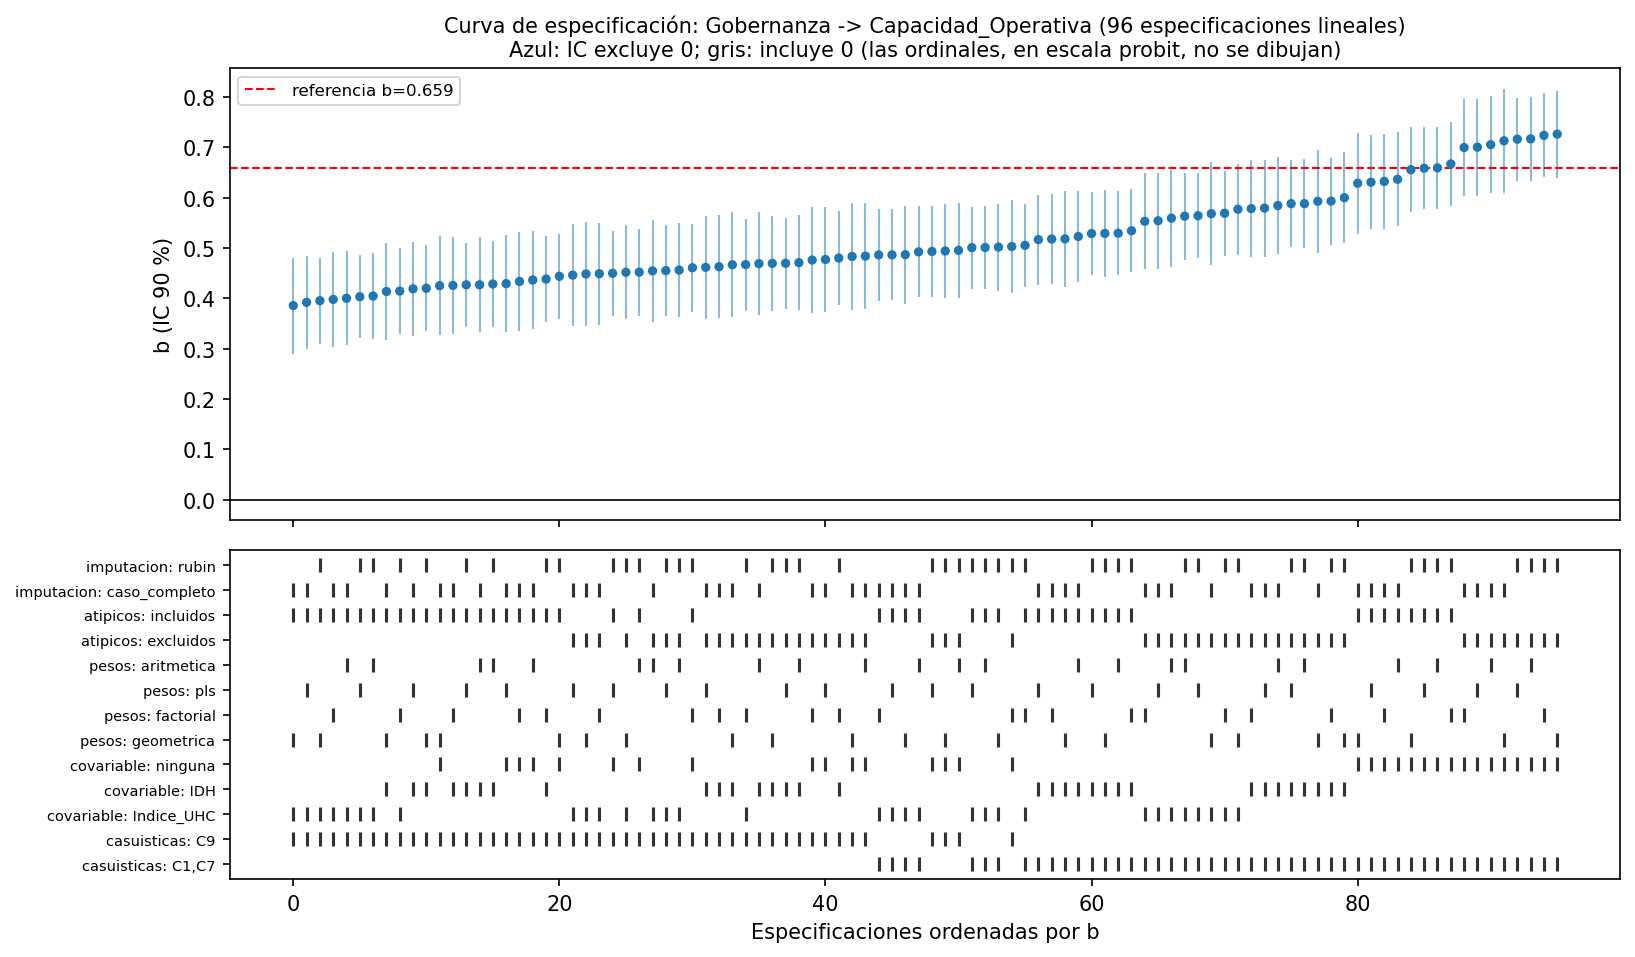 Curva de especificación: Gobernanza -> Capacidad_Operativa (96 especificaciones lineales)
Azul: IC excluye 0; gris: incluye 0 (las ordinales, en escala probit, no se dibujan)
referencia b=0.659
b (IC 90 %)
0.8
0.7
0.6
0.5
0.4
0.3
0.2
0.1
0.0
imputacion: rubin
imputacion: caso_completo
atipicos: incluidos
atipicos: excluidos
pesos: aritmetica
pesos: pls
pesos: factorial
pesos: geometrica
covariable: ninguna
covariable: IDH
covariable: Indice_UHC
casuisticas: C9
casuisticas: C1,C7
0 20 40 60 80
Especificaciones ordenadas por b